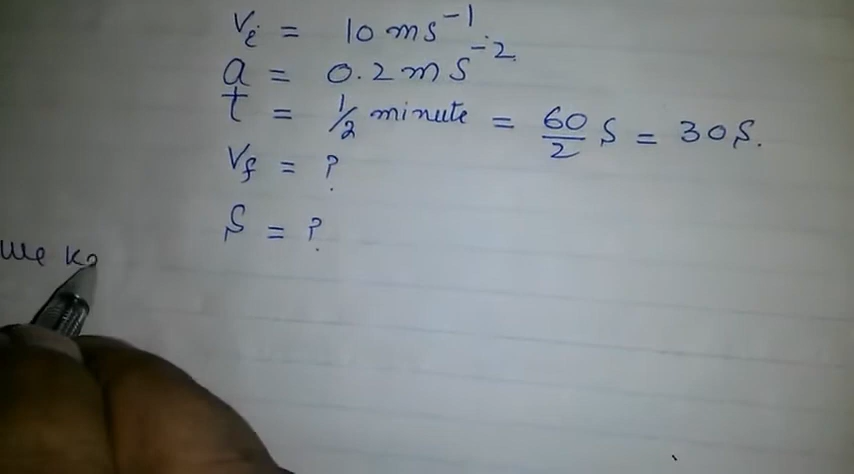 Vi = 10 ms⁻¹.
a = 0.2 ms⁻².
t = 1/2 minute = 60/2 S = 30 S.
Vf = ?
S = ?
we